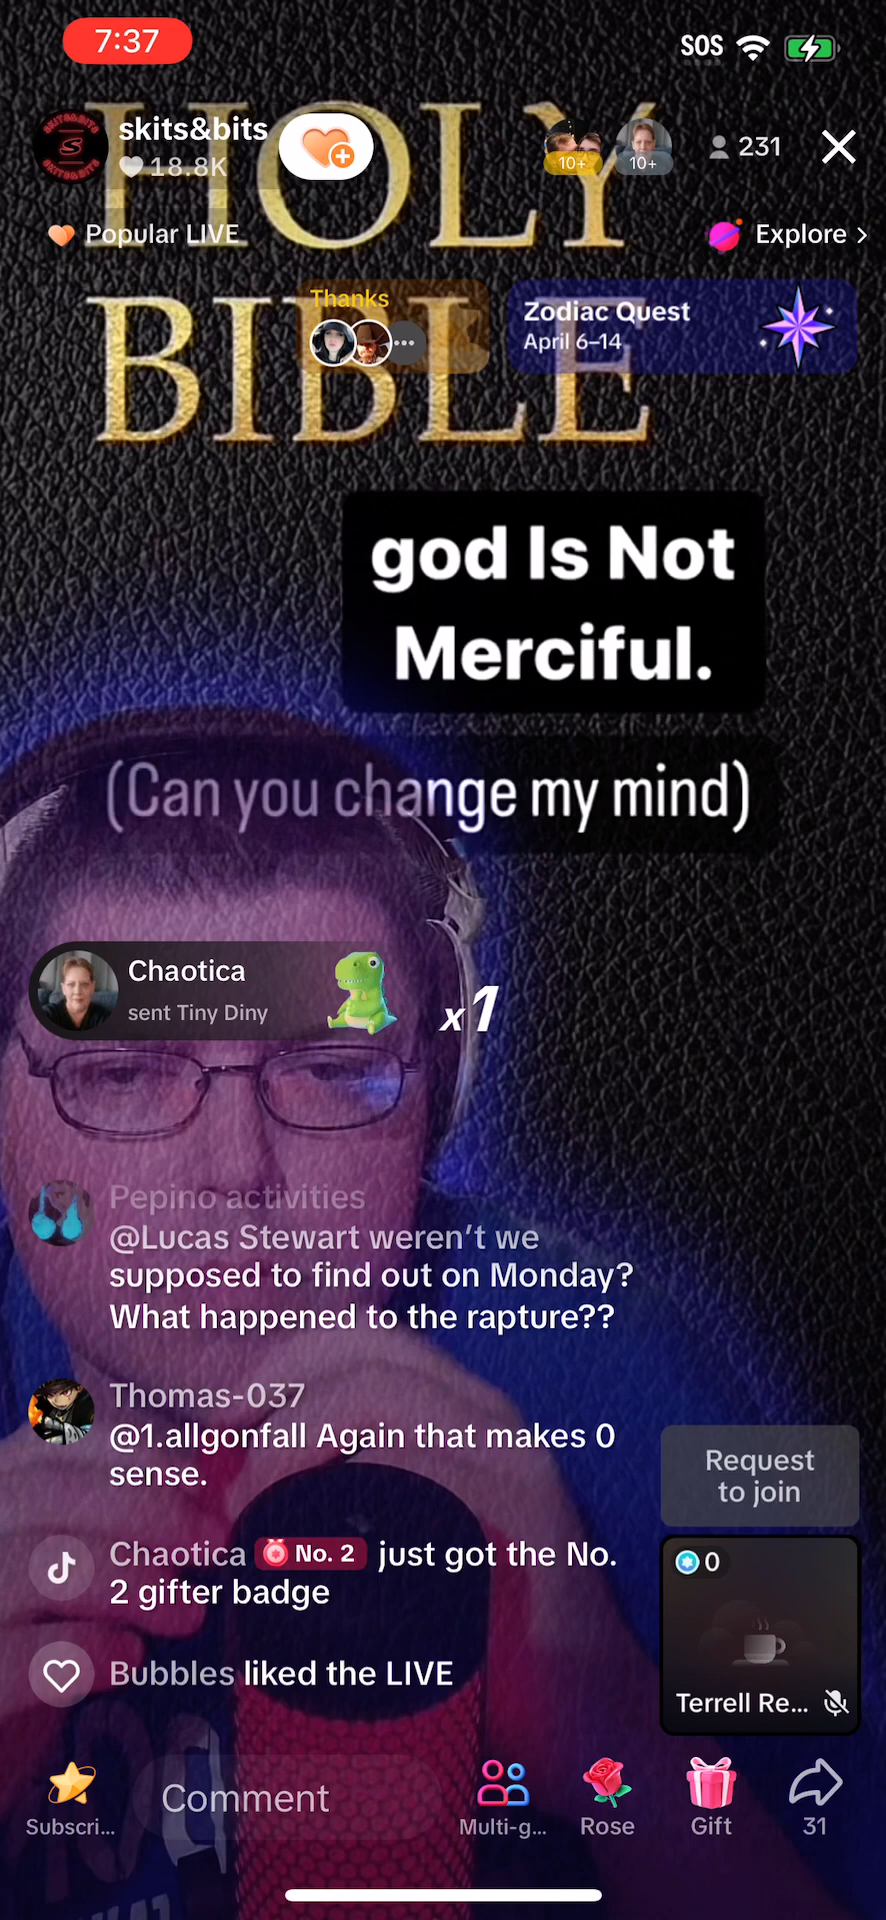 7:37
SOS
HOLY
BIBLE
skits&bits
18.8K
10+
10+
231
Popular LIVE
Explore >
Thanks
Zodiac Quest
April 6–14
god Is Not
Merciful.
(Can you change my mind)
Chaotica
sent Tiny Diny
x1
Pepino activities
@Lucas Stewart weren't we
supposed to find out on Monday?
What happened to the rapture??
Thomas-037
@1.allgonfall Again that makes 0
sense.
Request
to join
Chaotica No. 2 just got the No.
2 gifter badge
0
Bubbles liked the LIVE
Terrell Re...
Comment
Subscri...
Multi-g...
Rose
Gift
31